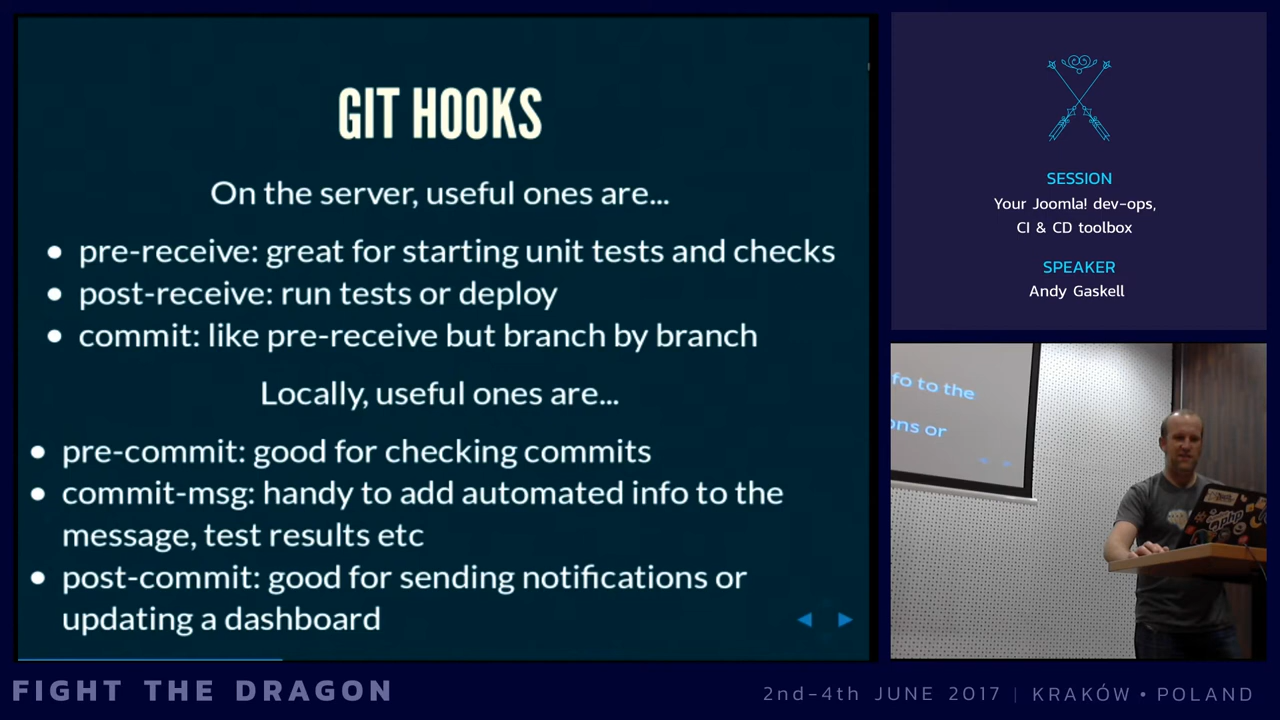 GIT HOOKS
On the server, useful ones are...
pre-receive: great for starting unit tests and checks
post-receive: run tests or deploy
commit: like pre-receive but branch by branch
Locally, useful ones are...
pre-commit: good for checking commits
commit-msg: handy to add automated info to the
message, test results etc
post-commit: good for sending notifications or
updating a dashboard
SESSION
Your Joomla! dev-ops,
CI & CD toolbox
SPEAKER
Andy Gaskell
fo to the
ons or
php
FIGHT THE DRAGON
2nd-4th JUNE 2017 | KRAKÓW • POLAND